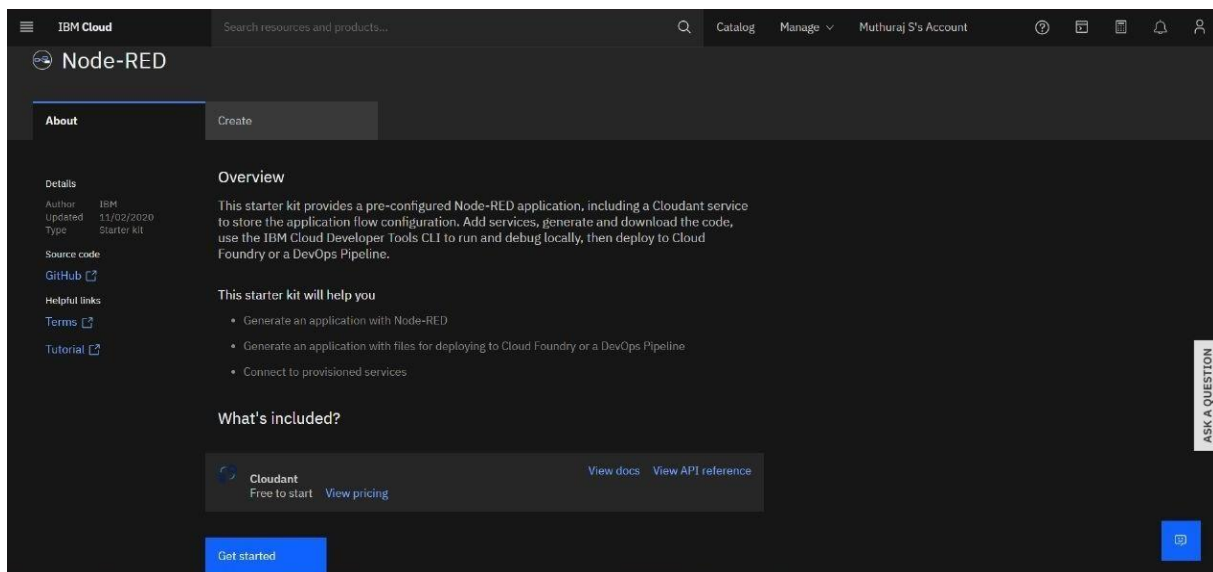 IBM Cloud
Search resources and products...
Catalog
Manage
Muthuraj S's Account
Node-RED
About
Create
Details
Author IBM
Updated 11/02/2020
Type Starter kit
Source code
GitHub
Helpful links
Terms
Tutorial
Overview
This starter kit provides a pre-configured Node-RED application, including a Cloudant service
to store the application flow configuration. Add services, generate and download the code,
use the IBM Cloud Developer Tools CLI to run and debug locally, then deploy to Cloud
Foundry or a DevOps Pipeline.
This starter kit will help you
• Generate an application with Node-RED
• Generate an application with files for deploying to Cloud Foundry or a DevOps Pipeline
• Connect to provisioned services
What's included?
Cloudant
Free to start View pricing
View docs View API reference
Get started
ASK A QUESTION